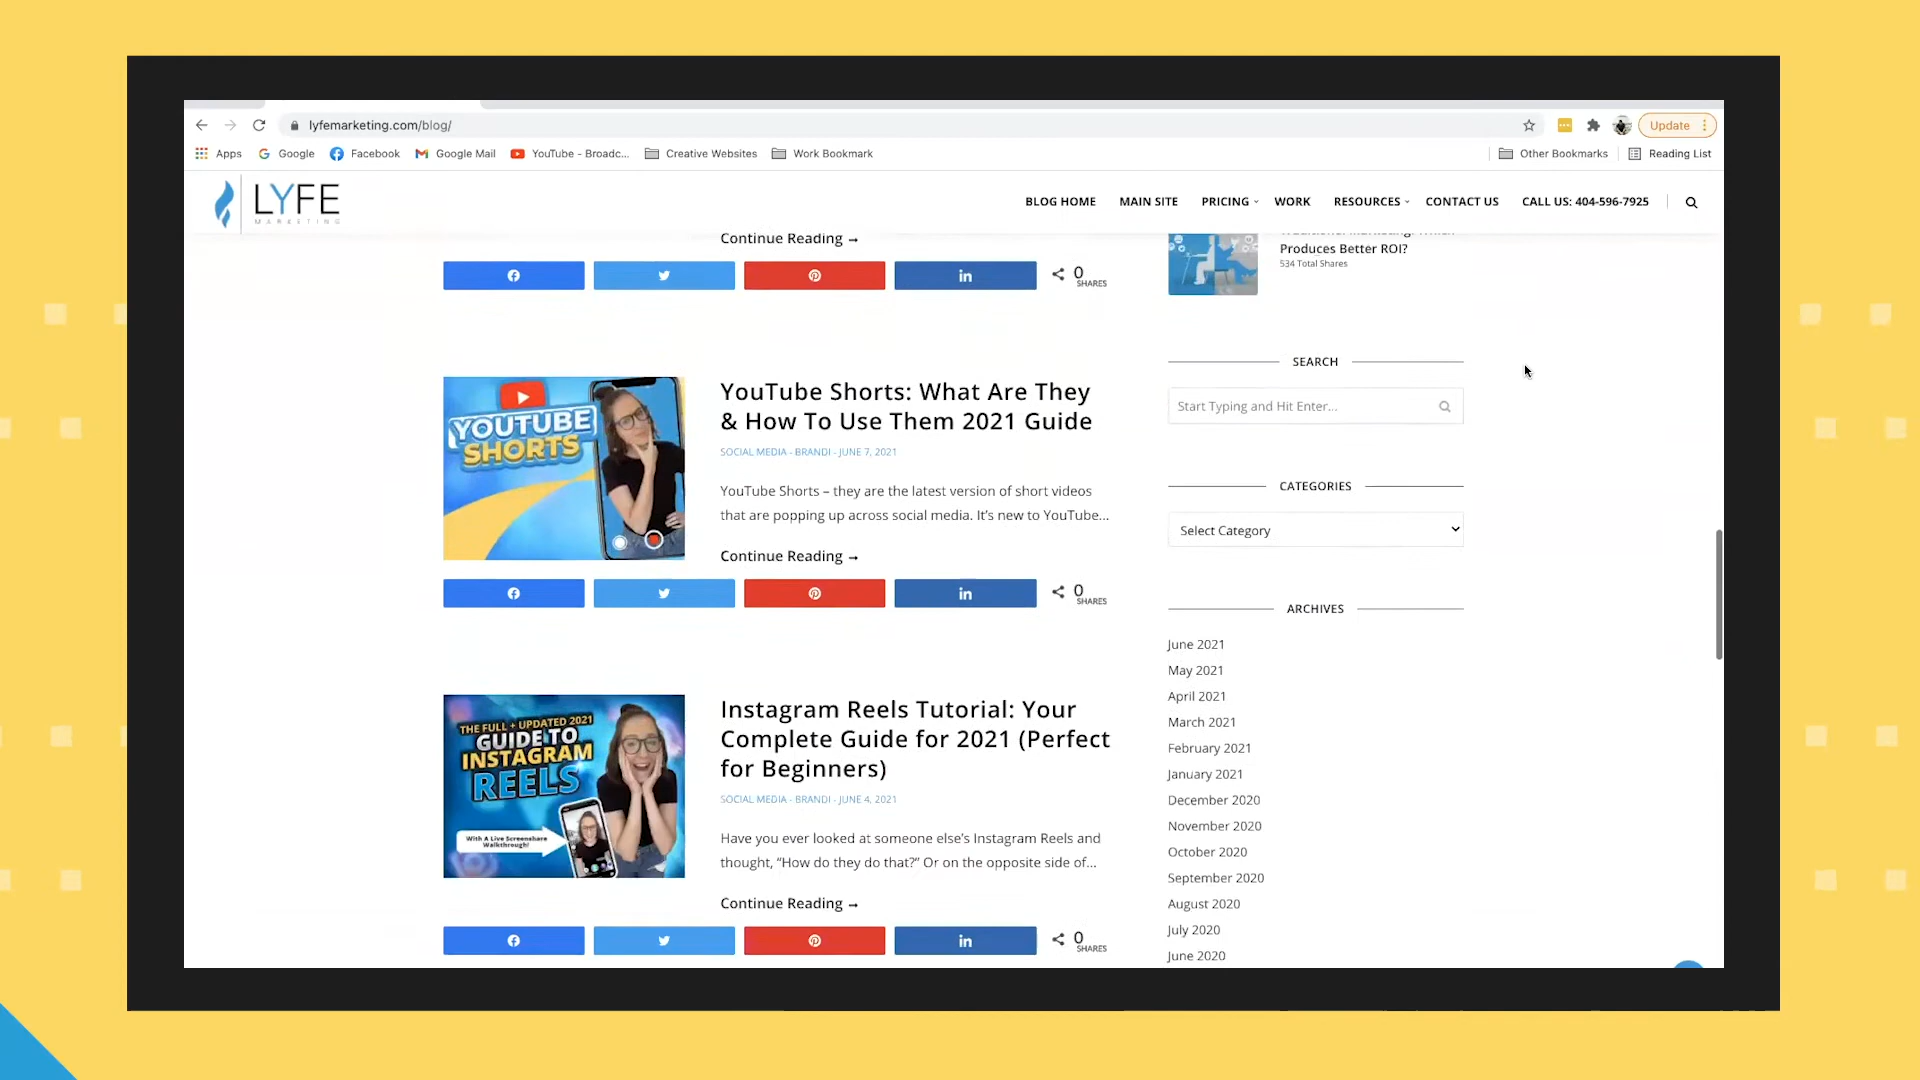 lyfemarketing.com/blog/
Update
Apps
Google
Facebook
Google Mail
YouTube - Broadc...
Creative Websites
Work Bookmark
Other Bookmarks
Reading List
LYFE
MARKETING
BLOG HOME
MAIN SITE
PRICING
WORK
RESOURCES
CONTACT US
CALL US: 404-596-7925
Continue Reading →
0
SHARES
YOUTUBE
SHORTS
YouTube Shorts: What Are They
& How To Use Them 2021 Guide
SOCIAL MEDIA - BRANDI - JUNE 7, 2021
YouTube Shorts – they are the latest version of short videos
that are popping up across social media. It's new to YouTube...
Continue Reading →
0
SHARES
THE FULL + UPDATED 2021
GUIDE TO
INSTAGRAM
REELS
With A Live Screenshare
Walkthrough!
Instagram Reels Tutorial: Your
Complete Guide for 2021 (Perfect
for Beginners)
SOCIAL MEDIA - BRANDI - JUNE 4, 2021
Have you ever looked at someone else's Instagram Reels and
thought, “How do they do that?” Or on the opposite side of...
Continue Reading →
0
SHARES
Produces Better ROI?
534 Total Shares
SEARCH
Start Typing and Hit Enter...
CATEGORIES
Select Category
ARCHIVES
June 2021
May 2021
April 2021
March 2021
February 2021
January 2021
December 2020
November 2020
October 2020
September 2020
August 2020
July 2020
June 2020